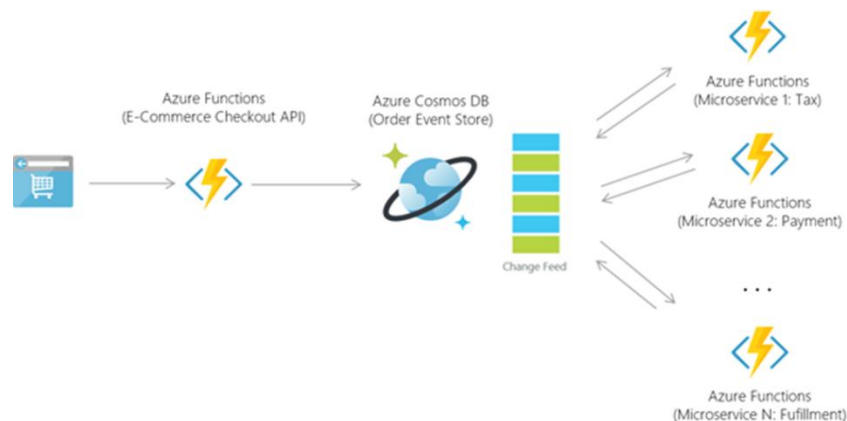 Azure Functions
(E-Commerce Checkout API)
Azure Cosmos DB
(Order Event Store)
Change Feed
Azure Functions
(Microservice 1: Tax)
Azure Functions
(Microservice 2: Payment)
...
Azure Functions
(Microservice N: Fufillment)